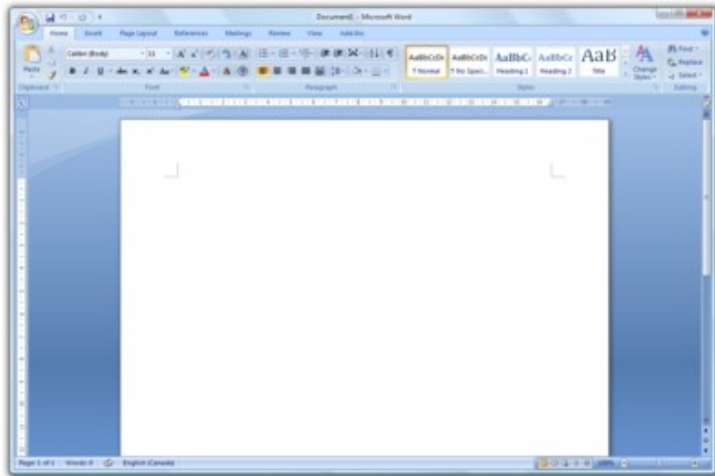 Document1 - Microsoft Word
Home Insert Page Layout References Mailings Review View Add-Ins
Paste
Calibri (Body) 11
AaBbCcDc AaBbCcDc AaBbC AaBbCc AaB
¶ Normal ¶ No Spaci... Heading 1 Heading 2 Title
Change Styles
Find
Replace
Select
Clipboard Font Paragraph Styles Editing
Page: 1 of 1 Words: 0 English (Canada) 100%